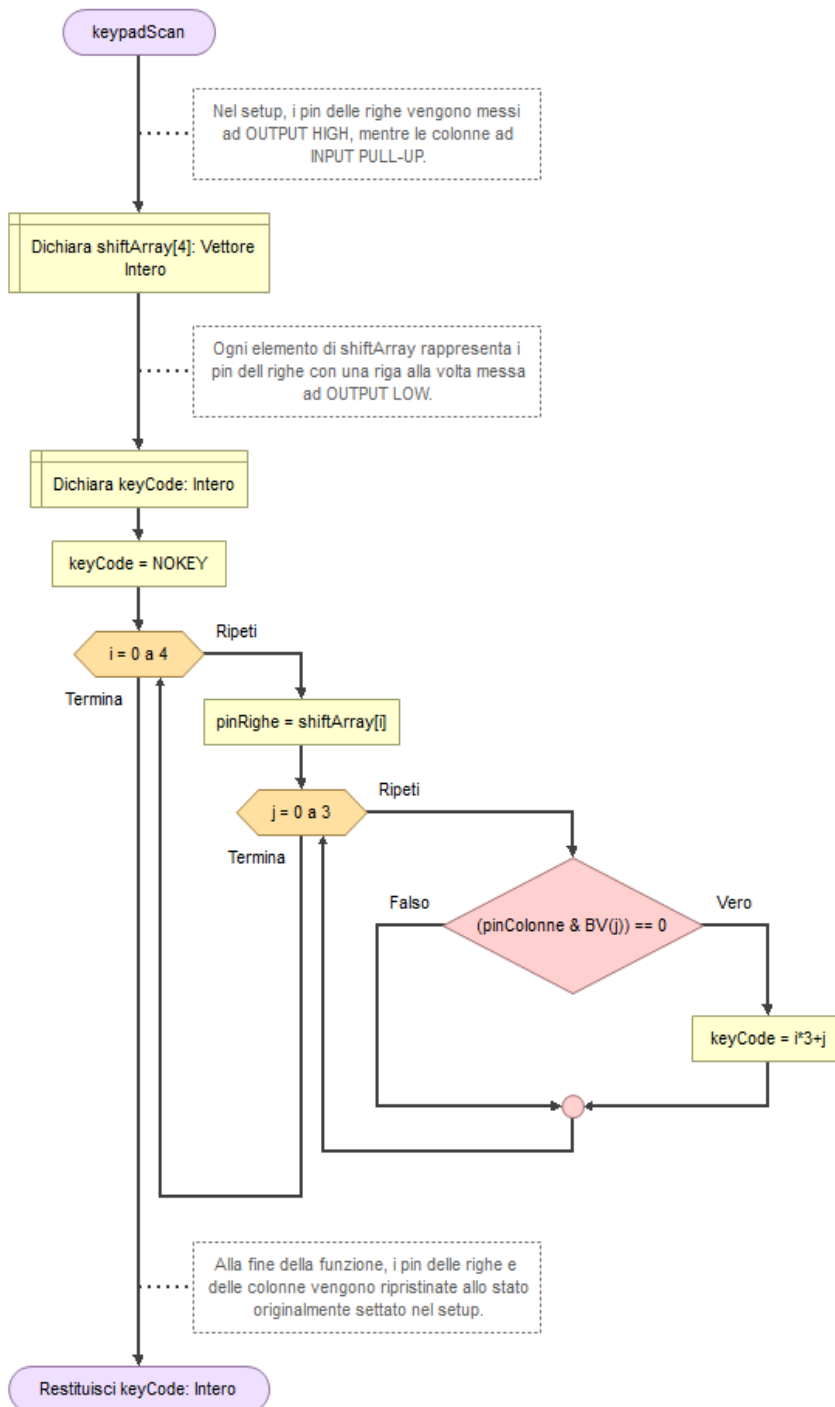 keypadScan
Nel setup, i pin delle righe vengono messi
ad OUTPUT HIGH, mentre le colonne ad
INPUT PULL-UP.
Dichiara shiftArray[4]: Vettore
Intero
Ogni elemento di shiftArray rappresenta i
pin dell righe con una riga alla volta messa
ad OUTPUT LOW.
Dichiara keyCode: Intero
keyCode = NOKEY
i = 0 a 4
Ripeti
Termina
pinRighe = shiftArray[i]
j = 0 a 3
Ripeti
Termina
Falso
(pinColonne & BV(j)) == 0
Vero
keyCode = i*3+j
Alla fine della funzione, i pin delle righe e
delle colonne vengono ripristinate allo stato
originalmente settato nel setup.
Restituisci keyCode: Intero